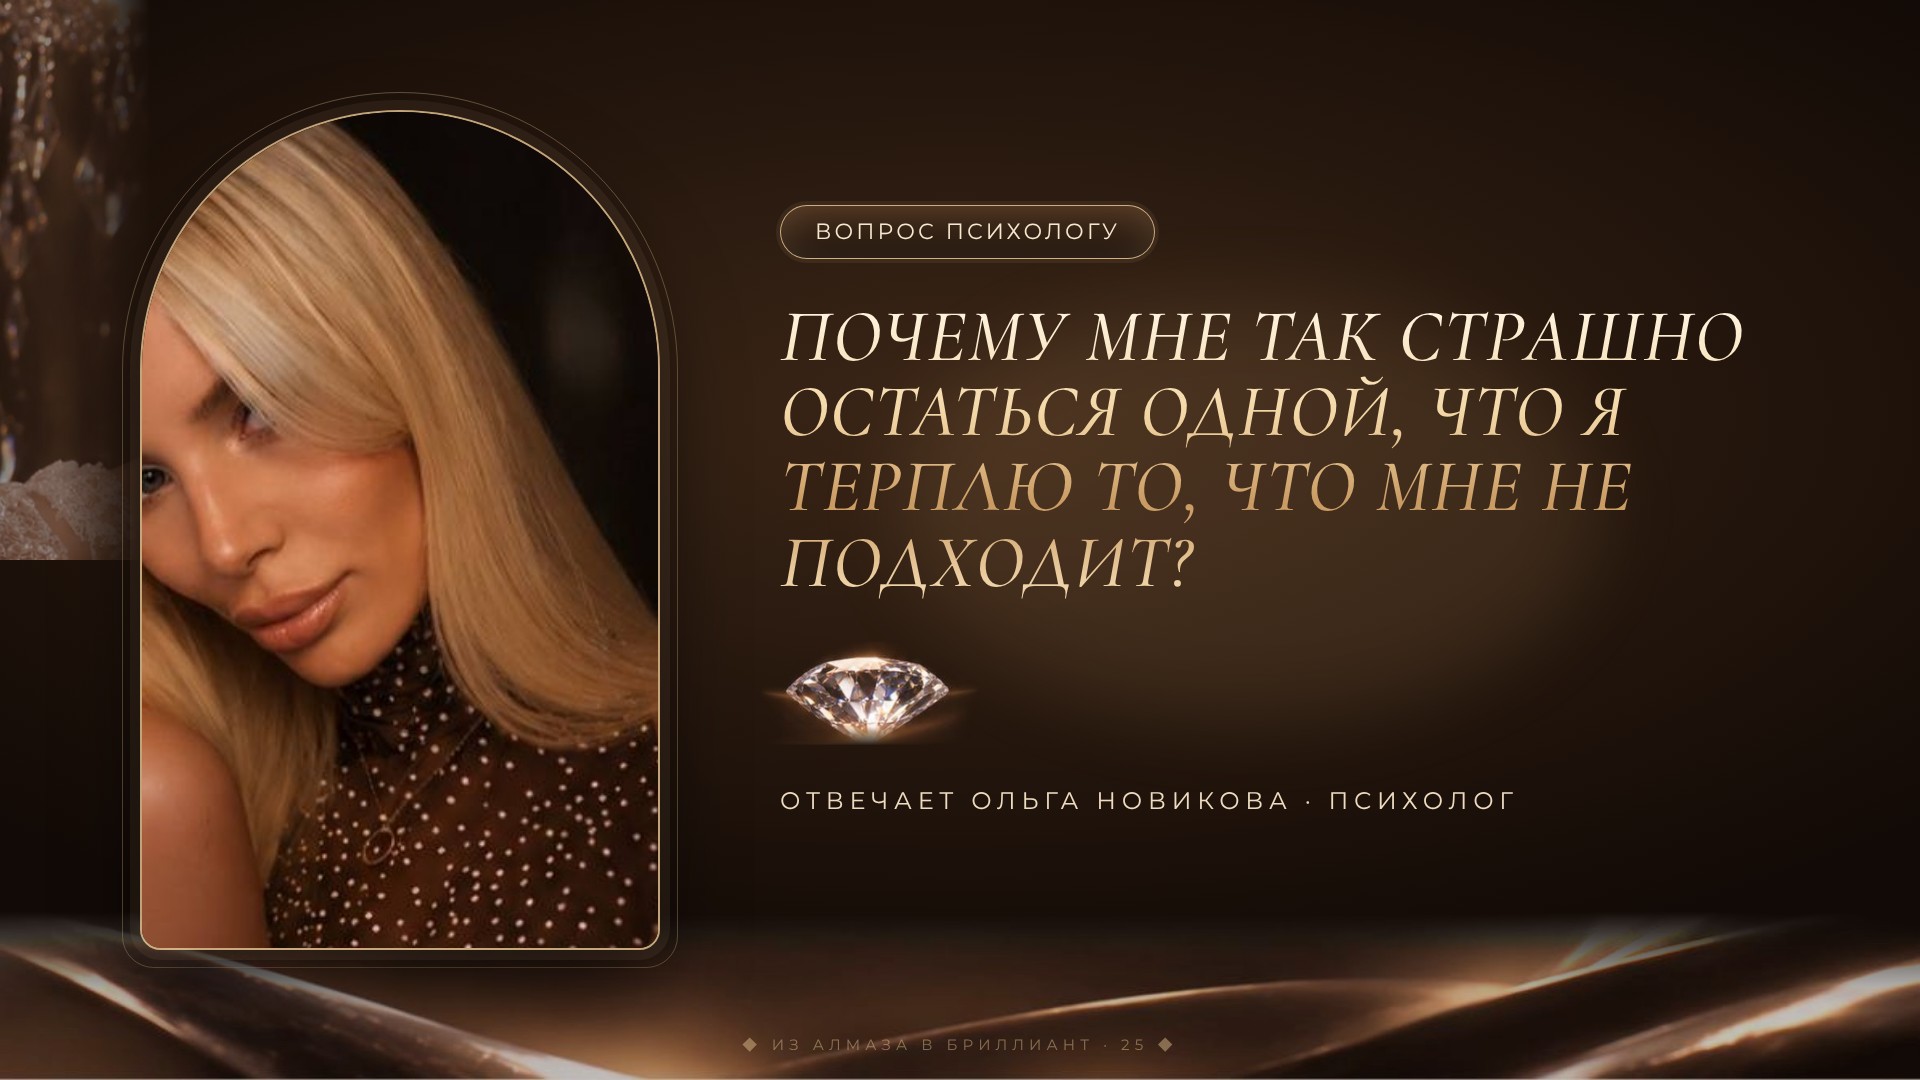 ВОПРОС ПСИХОЛОГУ
ПОЧЕМУ МНЕ ТАК СТРАШНО
ОСТАТЬСЯ ОДНОЙ, ЧТО Я
ТЕРПЛЮ ТО, ЧТО МНЕ НЕ
ПОДХОДИТ?
ОТВЕЧАЕТ ОЛЬГА НОВИКОВА · ПСИХОЛОГ
◆ ИЗ АЛМАЗА В БРИЛЛИАНТ · 25 ◆